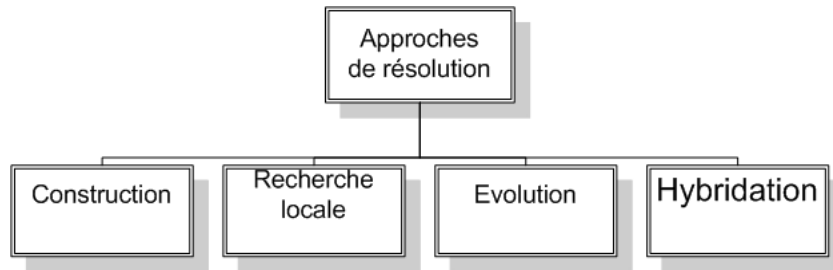 Approches
de résolution
Construction
Recherche
locale
Evolution
Hybridation